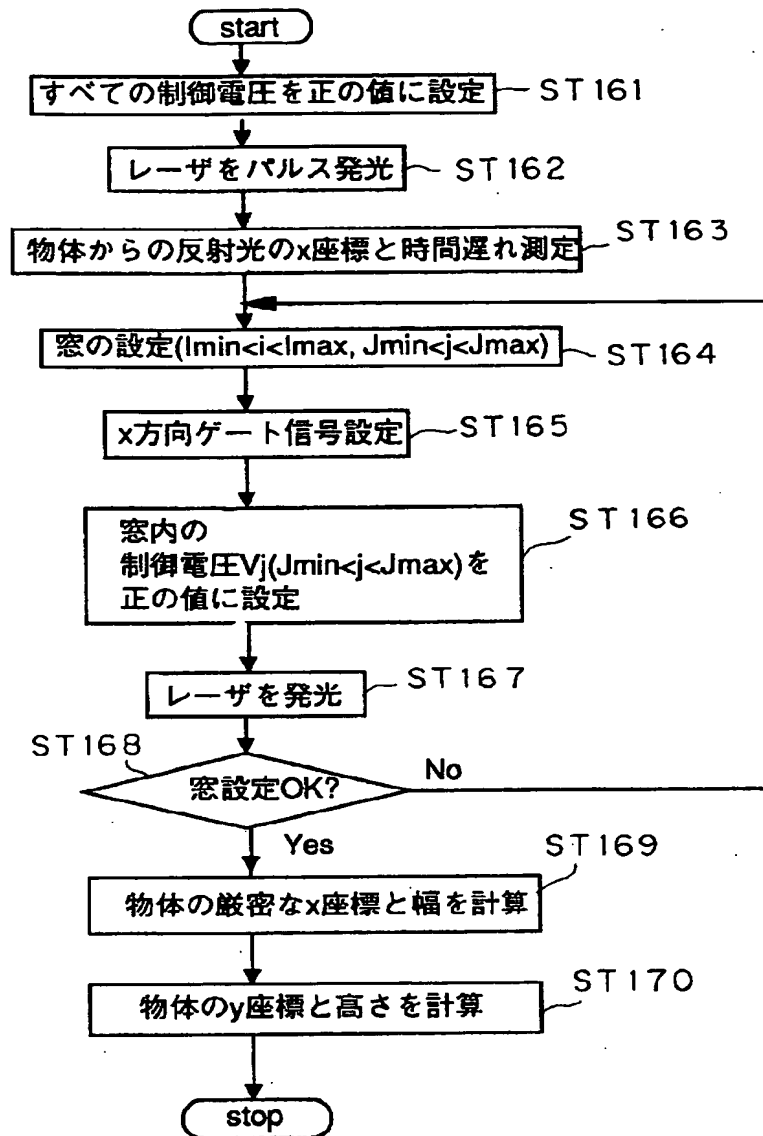 start
すべての制御電圧を正の値に設定
ST161
レーザをパルス発光
ST162
物体からの反射光のx座標と時間遅れ測定
ST163
窓の設定(Imin<i<Imax, Jmin<j<Jmax)
ST164
x方向ゲート信号設定
ST165
窓内の
制御電圧Vj(Jmin<j<Jmax)を
正の値に設定
ST166
レーザを発光
ST167
ST168
窓設定OK?
No
Yes
物体の厳密なx座標と幅を計算
ST169
物体のy座標と高さを計算
ST170
stop